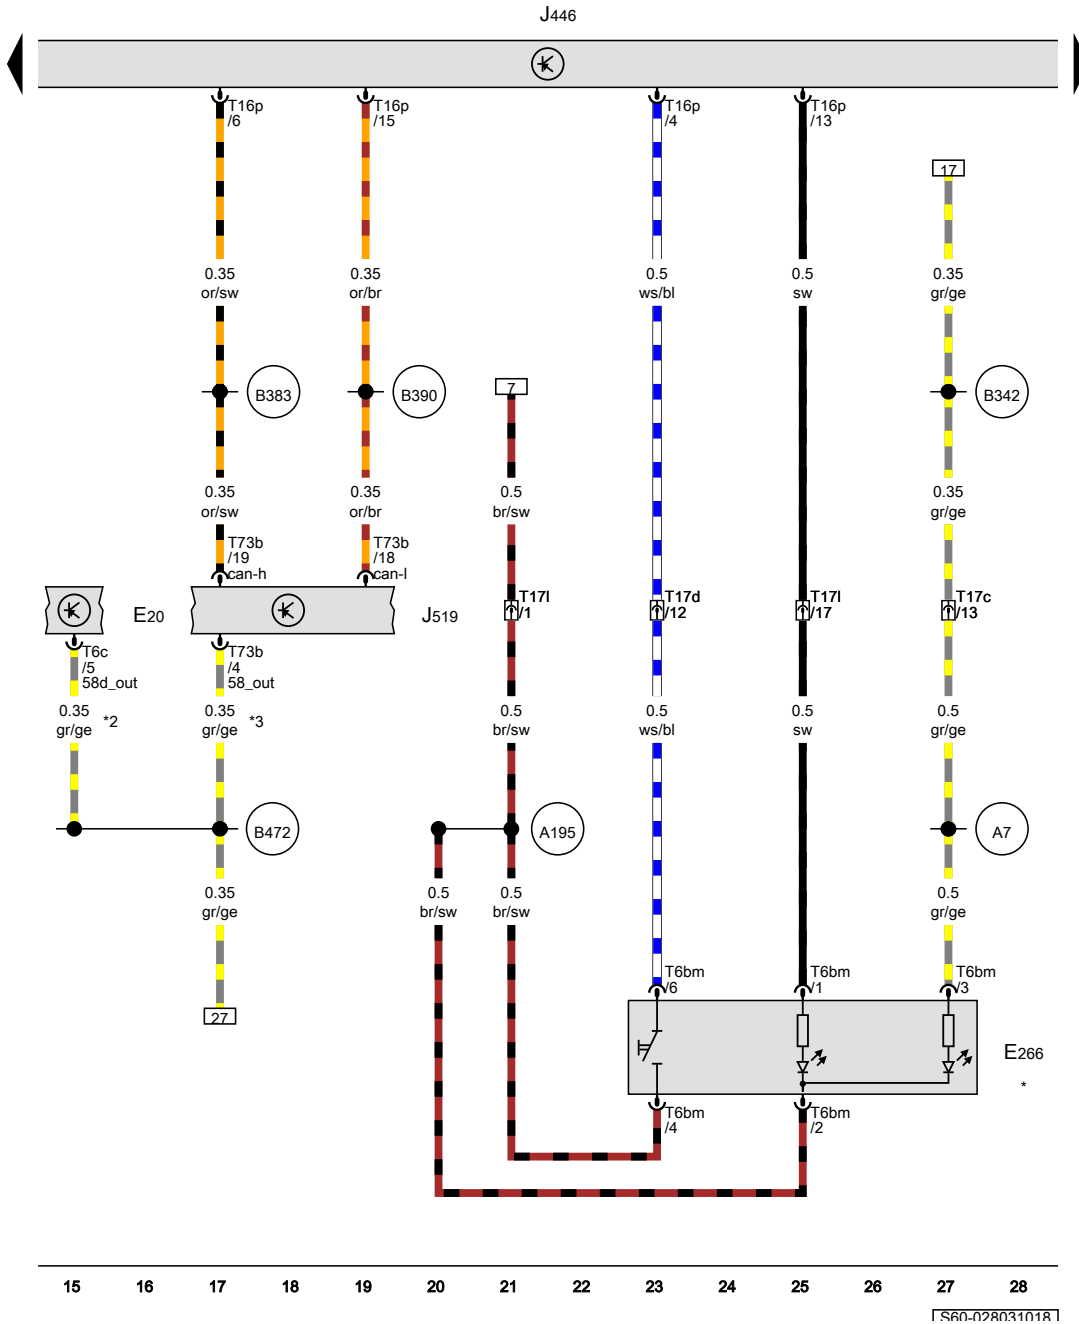 J446
T16p
/6
T16p
/15
T16p
/4
T16p
/13
17
0.35
or/sw
0.35
or/br
0.5
ws/bl
0.5
sw
0.35
gr/ge
B383
B390
7
B342
0.35
or/sw
0.35
or/br
0.5
br/sw
0.35
gr/ge
T73b
/19
can-h
T73b
/18
can-l
E20
J519
T17l
/1
T17d
/12
T17l
/17
T17c
/13
T6c
/5
58d_out
T73b
/4
58_out
0.35
gr/ge
*2
0.35
gr/ge
*3
0.5
br/sw
0.5
ws/bl
0.5
sw
0.5
gr/ge
B472
A195
A7
0.35
gr/ge
0.5
br/sw
0.5
br/sw
0.5
gr/ge
27
T6bm
/6
T6bm
/1
T6bm
/3
E266
*
T6bm
/4
T6bm
/2
15 16 17 18 19 20 21 22 23 24 25 26 27 28
S60-028031018